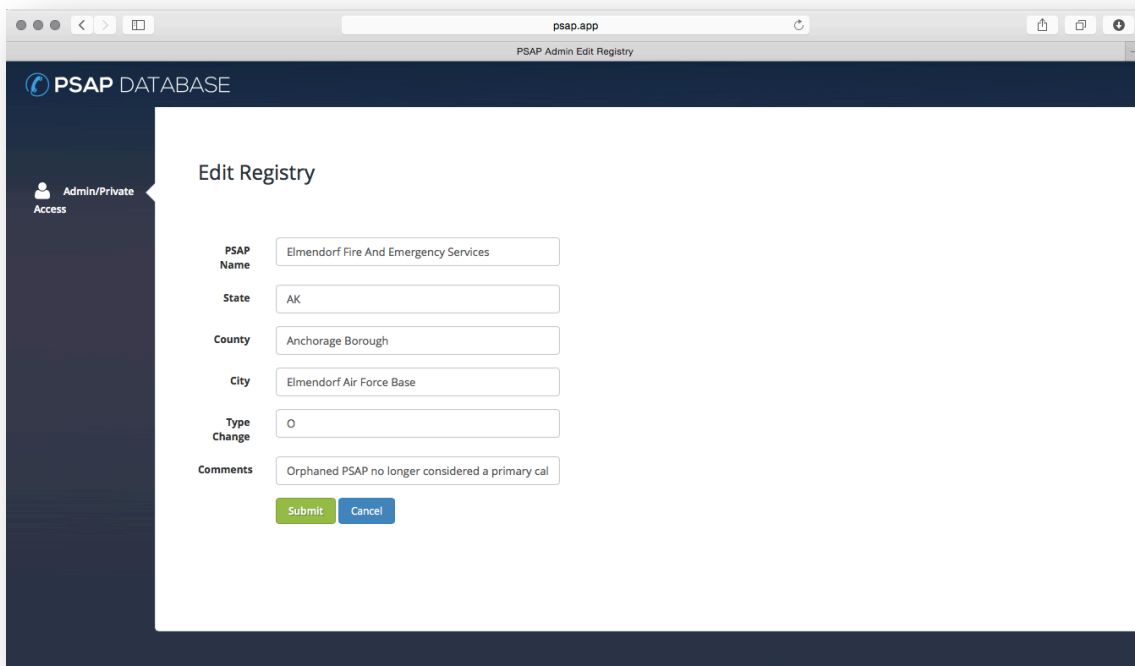 psap.app
PSAP Admin Edit Registry
PSAP DATABASE
Admin/Private
Access
Edit Registry
PSAP
Name
Elmendorf Fire And Emergency Services
State
AK
County
Anchorage Borough
City
Elmendorf Air Force Base
Type
Change
O
Comments
Orphaned PSAP no longer considered a primary cal
Submit
Cancel